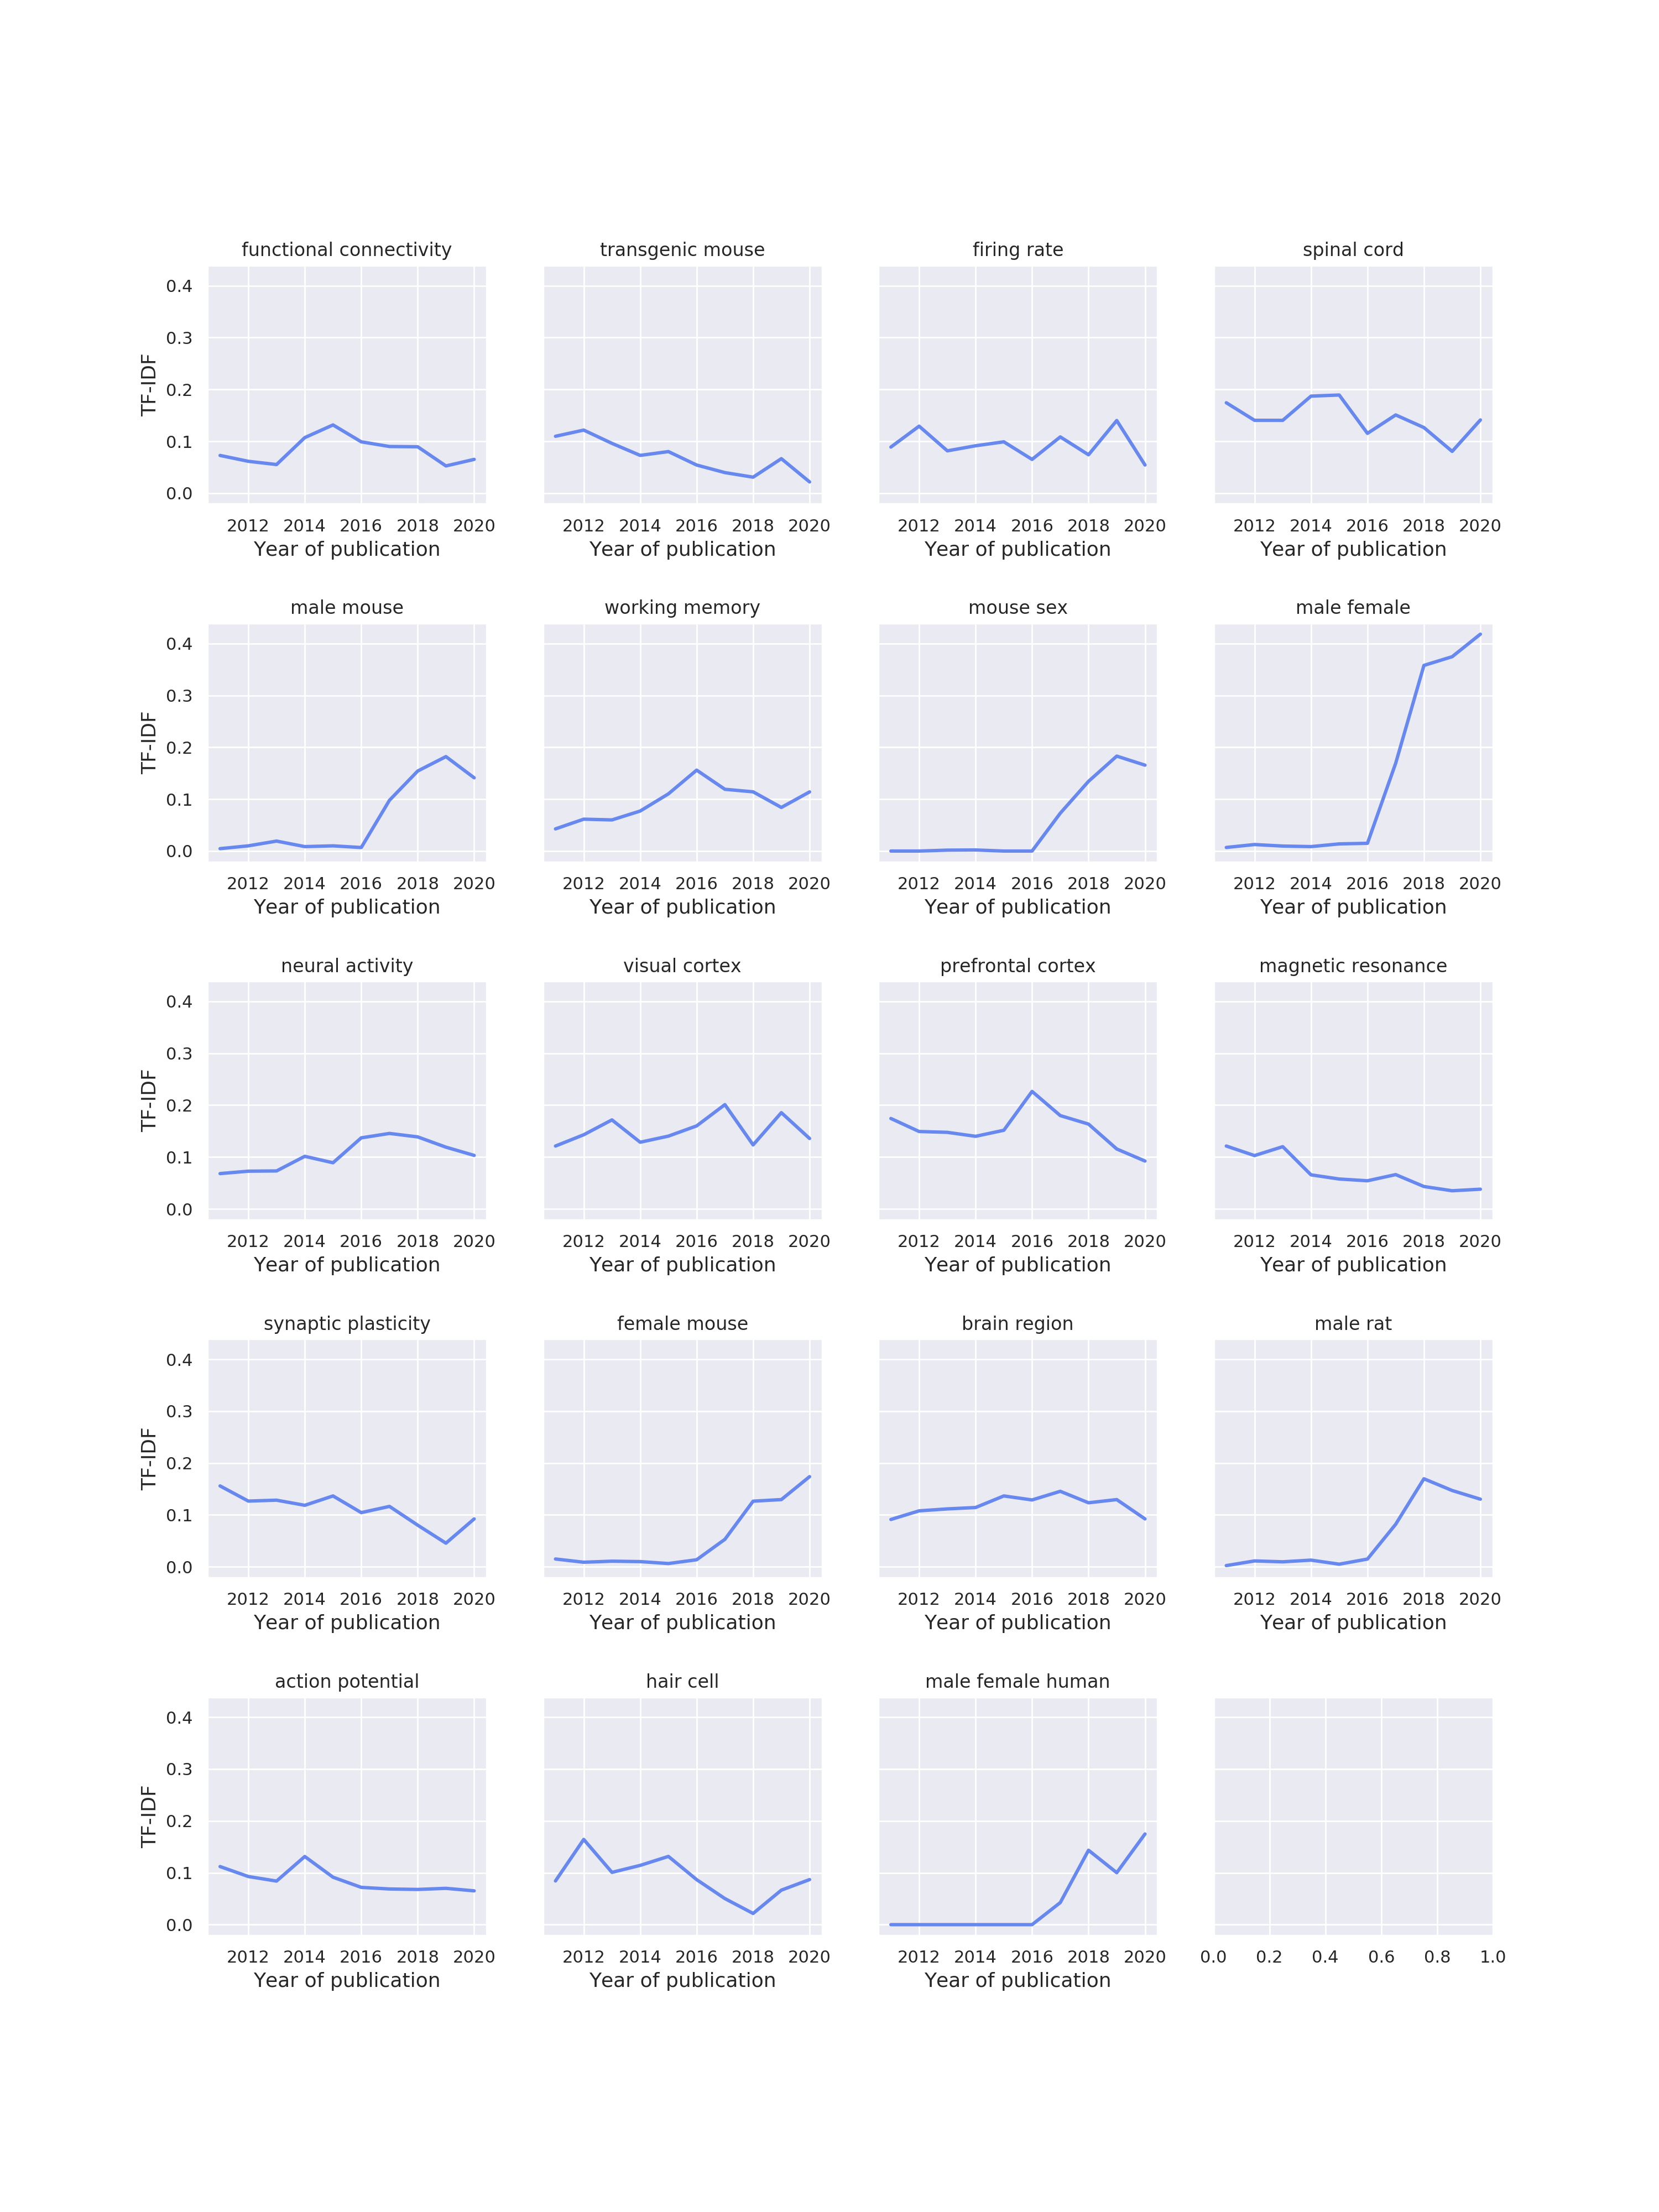 functional connectivity transgenic mouse firing rate spinal cord
0.4
0.3
0.2
0.1
0.0
TF-IDF
2012 2014 2016 2018 2020 2012 2014 2016 2018 2020 2012 2014 2016 2018 2020 2012 2014 2016 2018 2020
Year of publication Year of publication Year of publication Year of publication
male mouse working memory mouse sex male female
0.4
0.3
0.2
0.1
0.0
TF-IDF
2012 2014 2016 2018 2020 2012 2014 2016 2018 2020 2012 2014 2016 2018 2020 2012 2014 2016 2018 2020
Year of publication Year of publication Year of publication Year of publication
neural activity visual cortex prefrontal cortex magnetic resonance
0.4
0.3
0.2
0.1
0.0
TF-IDF
2012 2014 2016 2018 2020 2012 2014 2016 2018 2020 2012 2014 2016 2018 2020 2012 2014 2016 2018 2020
Year of publication Year of publication Year of publication Year of publication
synaptic plasticity female mouse brain region male rat
0.4
0.3
0.2
0.1
0.0
TF-IDF
2012 2014 2016 2018 2020 2012 2014 2016 2018 2020 2012 2014 2016 2018 2020 2012 2014 2016 2018 2020
Year of publication Year of publication Year of publication Year of publication
action potential hair cell male female human
0.4
0.3
0.2
0.1
0.0
TF-IDF
2012 2014 2016 2018 2020 2012 2014 2016 2018 2020 2012 2014 2016 2018 2020 0.0 0.2 0.4 0.6 0.8 1.0
Year of publication Year of publication Year of publication